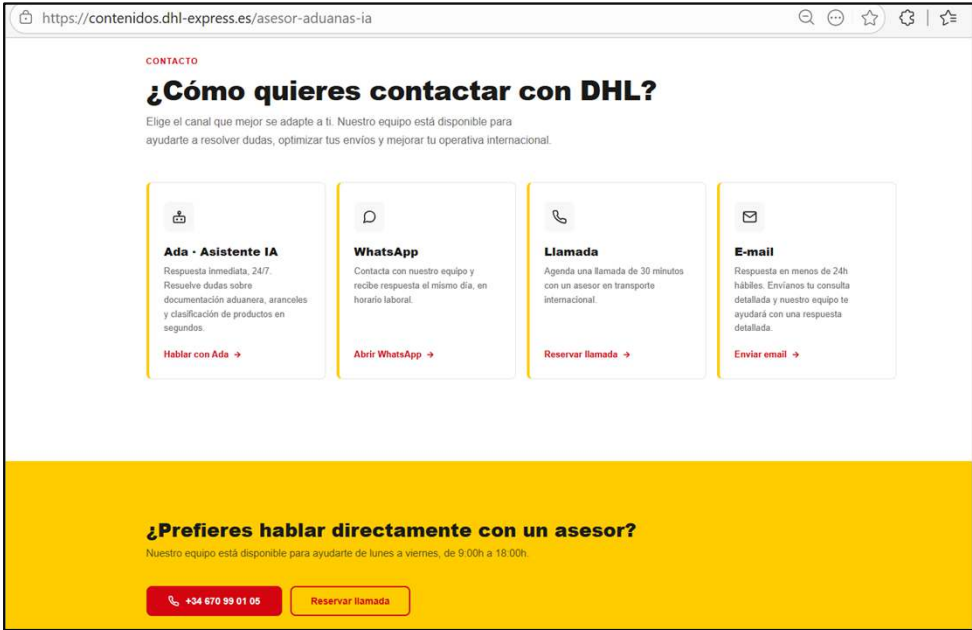 https://contenidos.dhl-express.es/asesor-aduanas-ia
CONTACTO
¿Cómo quieres contactar con DHL?
Elige el canal que mejor se adapte a ti. Nuestro equipo está disponible para
ayudarte a resolver dudas, optimizar tus envíos y mejorar tu operativa internacional.
Ada · Asistente IA
Respuesta inmediata, 24/7.
Resuelve dudas sobre
documentación aduanera, aranceles
y clasificación de productos en
segundos.
Hablar con Ada →
WhatsApp
Contacta con nuestro equipo y
recibe respuesta el mismo día, en
horario laboral.
Abrir WhatsApp →
Llamada
Agenda una llamada de 30 minutos
con un asesor en transporte
internacional.
Reservar llamada →
E-mail
Respuesta en menos de 24h
hábiles. Envíanos tu consulta
detallada y nuestro equipo te
ayudará con una respuesta
detallada.
Enviar email →
¿Prefieres hablar directamente con un asesor?
Nuestro equipo está disponible para ayudarte de lunes a viernes, de 9:00h a 18:00h.
+34 670 99 01 05
Reservar llamada